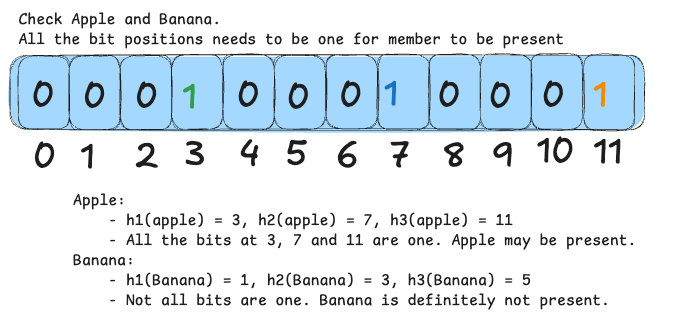 Check Apple and Banana.
All the bit positions needs to be one for member to be present
0 0 0 1 0 0 0 1 0 0 0 1
0 1 2 3 4 5 6 7 8 9 10 11
Apple:
- h1(apple) = 3, h2(apple) = 7, h3(apple) = 11
- All the bits at 3, 7 and 11 are one. Apple may be present.
Banana:
- h1(Banana) = 1, h2(Banana) = 3, h3(Banana) = 5
- Not all bits are one. Banana is definitely not present.